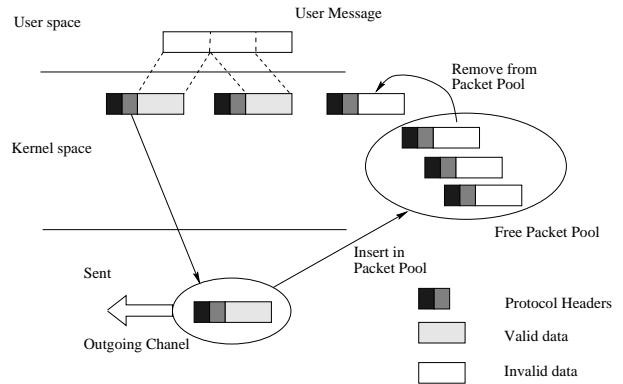 User Message
User space
Remove from
Packet Pool
Kernel space
Free Packet Pool
Insert in
Packet Pool
Sent
Outgoing Chanel
Protocol Headers
Valid data
Invalid data